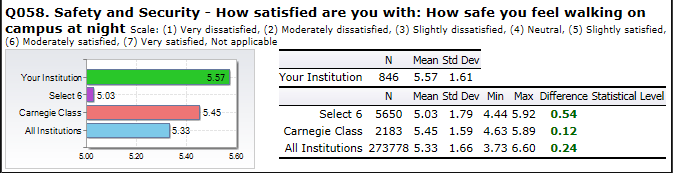 Q058. Safety and Security - How satisfied are you with: How safe you feel walking on
campus at night Scale: (1) Very dissatisfied, (2) Moderately dissatisfied, (3) Slightly dissatisfied, (4) Neutral, (5) Slightly satisfied,
(6) Moderately satisfied, (7) Very satisfied, Not applicable
Your Institution 5.57
Select 6 5.03
Carnegie Class 5.45
All Institutions 5.33
5.00 5.20 5.40 5.60
N Mean Std Dev
Your Institution 846 5.57 1.61
N Mean Std Dev Min Max Difference Statistical Level
Select 6 5650 5.03 1.79 4.44 5.92 0.54
Carnegie Class 2183 5.45 1.59 4.63 5.89 0.12
All Institutions 273778 5.33 1.66 3.73 6.60 0.24